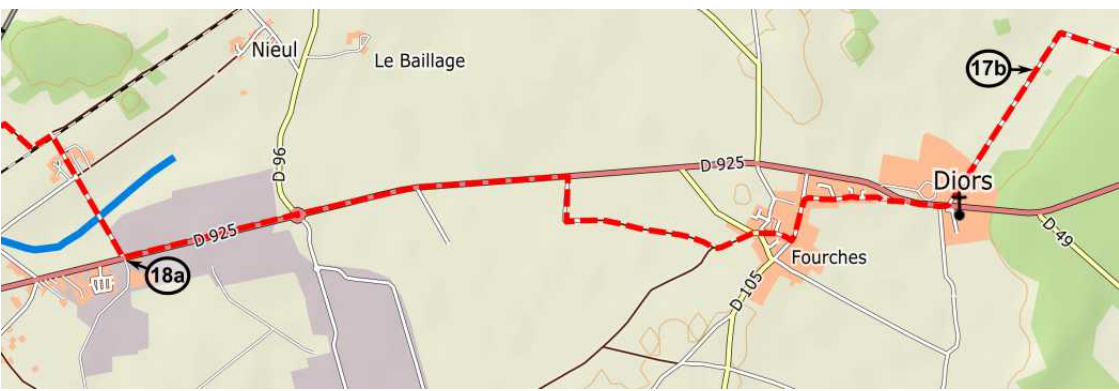 Nieul
Le Baillage
17b
D 96
D 925
Diors
D 925
18a
Fourches
D 105
D 49